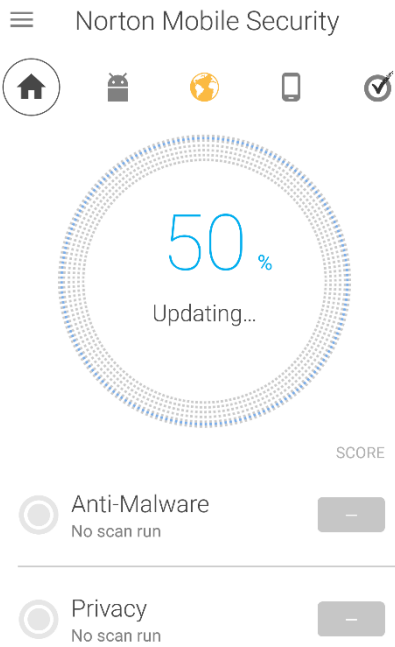 Norton Mobile Security
50 %
Updating...
SCORE
Anti-Malware
No scan run
–
Privacy
No scan run
–